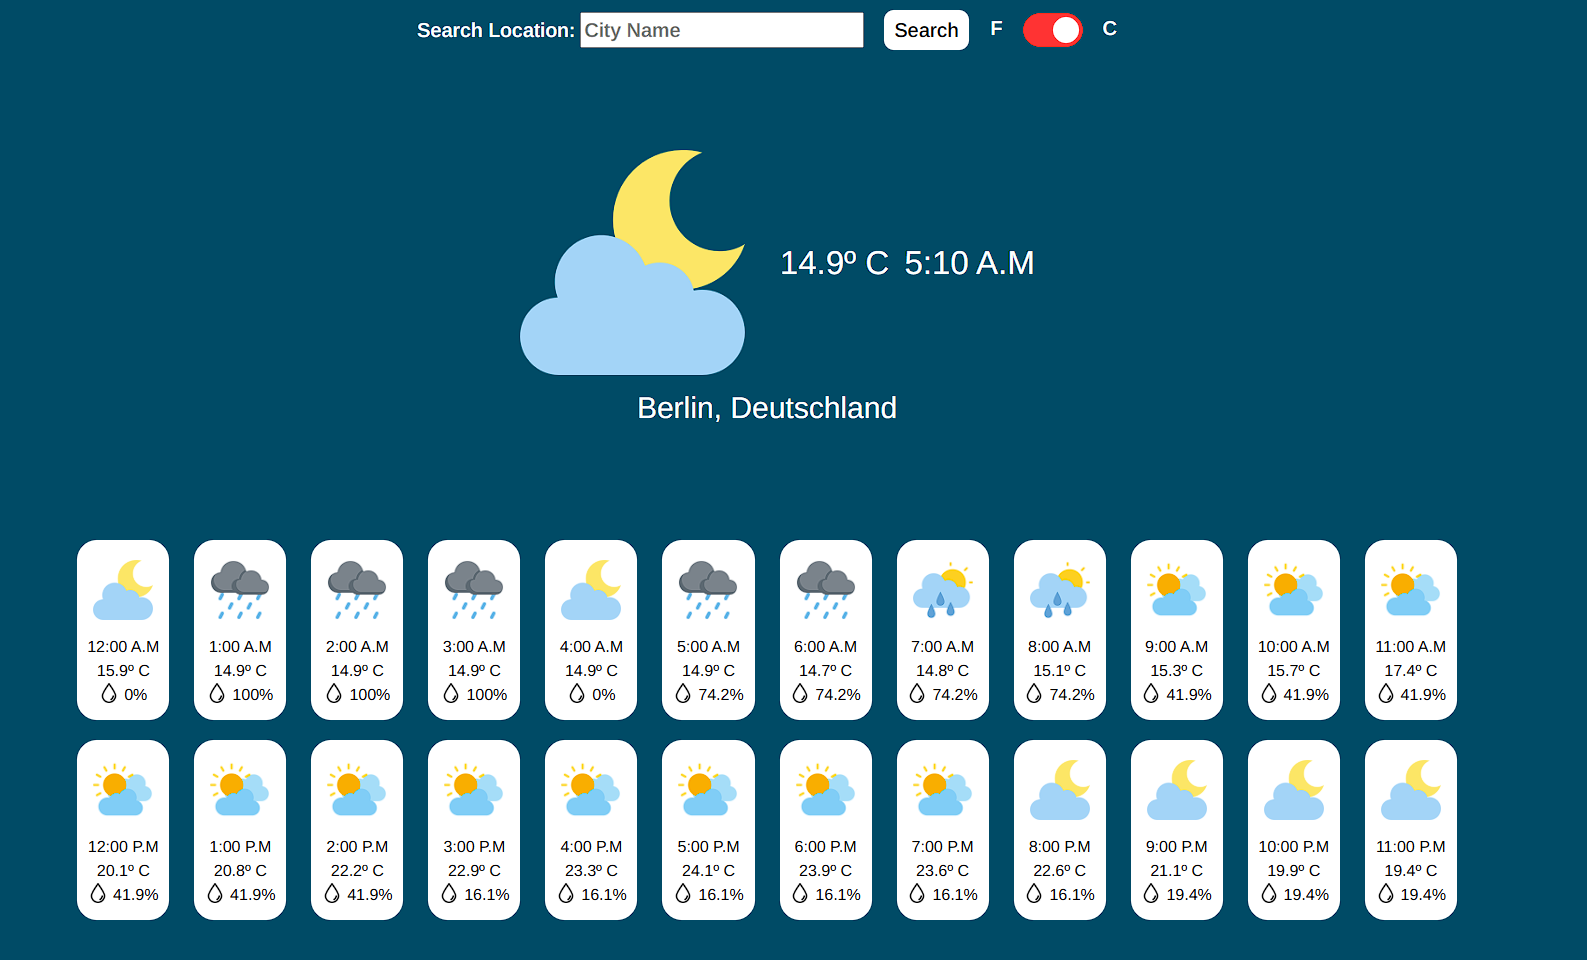 Search Location: City Name Search F C
14.9º C 5:10 A.M
Berlin, Deutschland
12:00 A.M 1:00 A.M 2:00 A.M 3:00 A.M 4:00 A.M 5:00 A.M 6:00 A.M 7:00 A.M 8:00 A.M 9:00 A.M 10:00 A.M 11:00 A.M
15.9º C 14.9º C 14.9º C 14.9º C 14.9º C 14.9º C 14.7º C 14.8º C 15.1º C 15.3º C 15.7º C 17.4º C
0% 100% 100% 100% 0% 74.2% 74.2% 74.2% 74.2% 41.9% 41.9% 41.9%
12:00 P.M 1:00 P.M 2:00 P.M 3:00 P.M 4:00 P.M 5:00 P.M 6:00 P.M 7:00 P.M 8:00 P.M 9:00 P.M 10:00 P.M 11:00 P.M
20.1º C 20.8º C 22.2º C 22.9º C 23.3º C 24.1º C 23.9º C 23.6º C 22.6º C 21.1º C 19.9º C 19.4º C
41.9% 41.9% 41.9% 16.1% 16.1% 16.1% 16.1% 16.1% 16.1% 19.4% 19.4% 19.4%